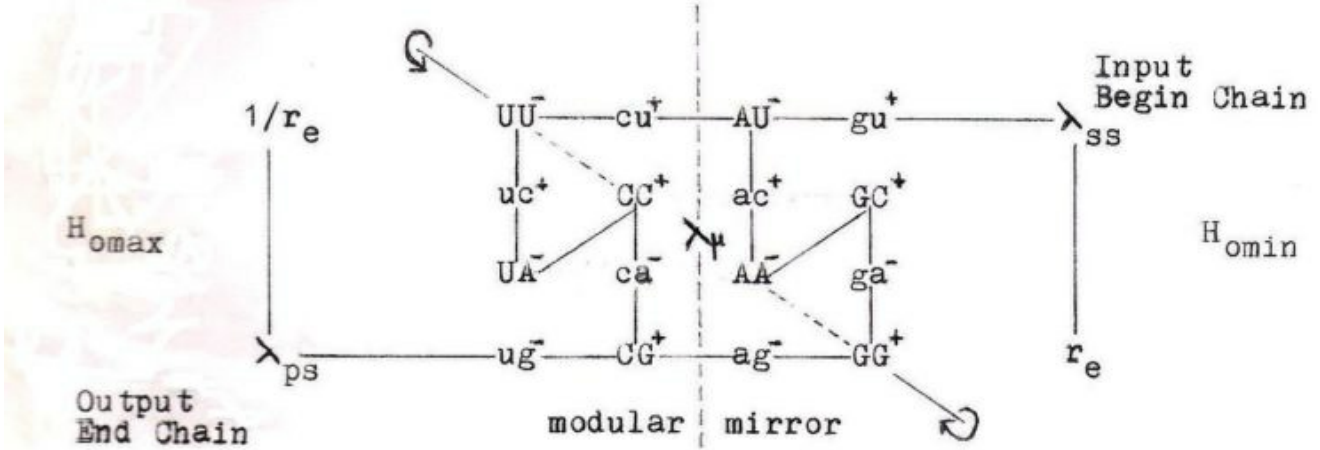 Input
Begin Chain
1/rₑ UU⁻ cu⁺ AU⁻ gu⁺ λss
uc⁺ CC⁺ ac⁺ GC⁺
Homax λμ Homin
UA⁻ ca⁻ AA⁻ ga⁻
λps ug⁻ CG⁺ ag⁻ GG⁺ rₑ
Output
End Chain
modular mirror